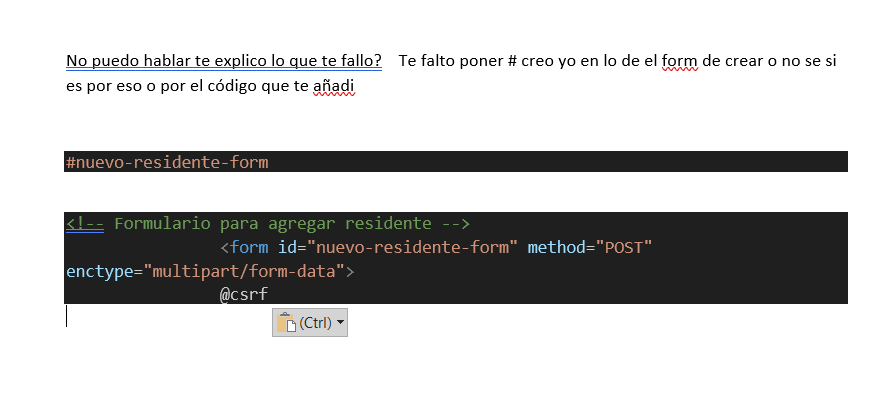 No puedo hablar te explico lo que te fallo?    Te falto poner # creo yo en lo de el form de crear o no se si
es por eso o por el código que te añadi
#nuevo-residente-form
<!-- Formulario para agregar residente -->
<form id="nuevo-residente-form" method="POST"
enctype="multipart/form-data">
@csrf
(Ctrl)